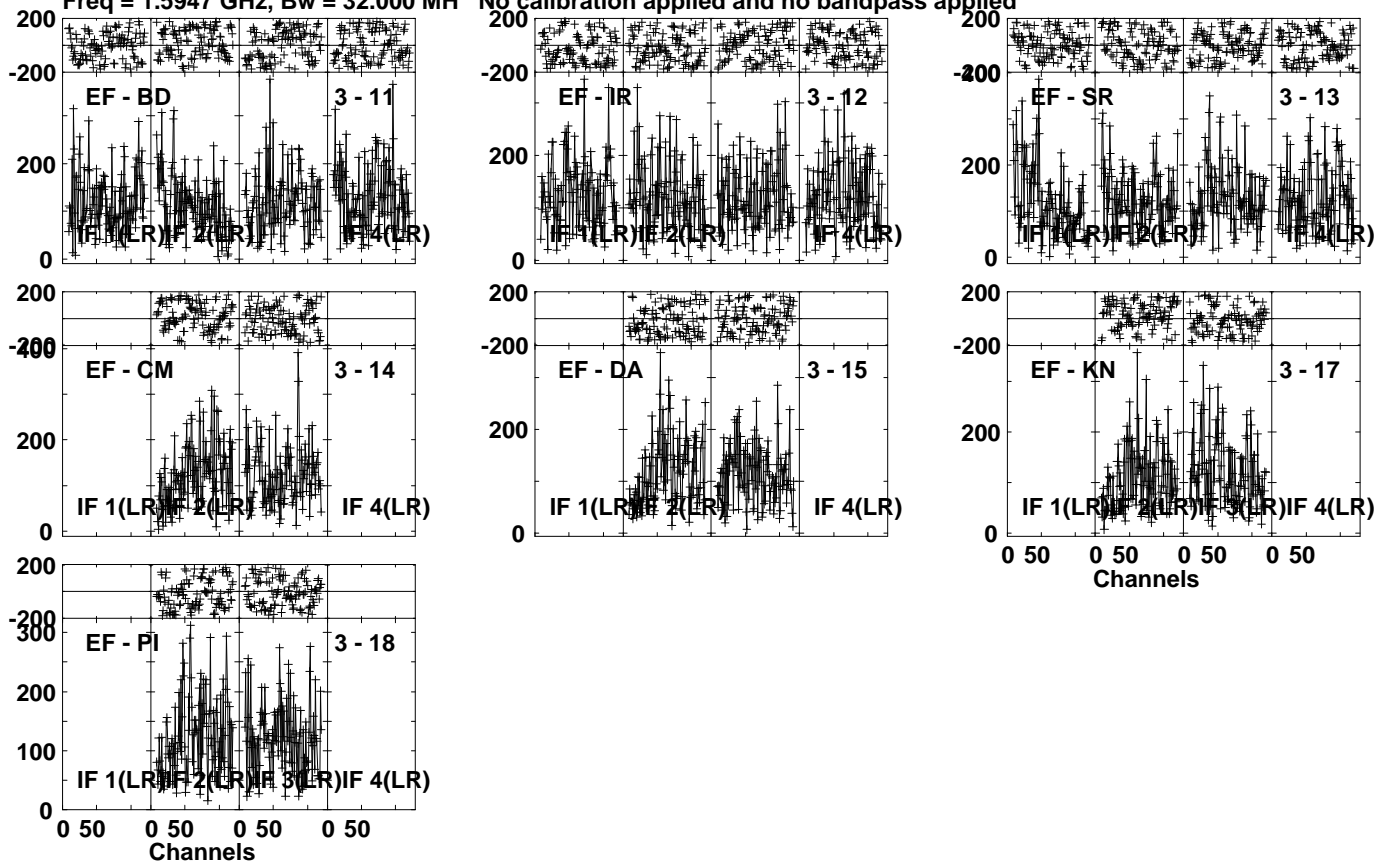 Freq = 1.5947 GHz, Bw = 32.000 MH No calibration applied and no bandpass applied
200 200 200
-200 -200
EF - BD 3 - 11 EF - IR 3 - 12 EF - SR 3 - 13
200 200 200
IF 1(LR) IF 2(LR) IF 4(LR) IF 1(LR) IF 2(LR) IF 4(LR) IF 1(LR) IF 2(LR) IF 4(LR)
0 0 0
200 200 200
-200 -200 -200
400
EF - CM 3 - 14 EF - DA 3 - 15 EF - KN 3 - 17
200 200 200
IF 1(LR) IF 2(LR) IF 4(LR) IF 1(LR) IF 2(LR) IF 4(LR) IF 1(LR) IF 2(LR) IF 3(LR) IF 4(LR)
0 0 0
0 50 0 50 0 50 0 50
Channels
200
-200
300
EF - PI 3 - 18
200
100
IF 1(LR) IF 2(LR) IF 3(LR) IF 4(LR)
0
0 50 0 50 0 50 0 50
Channels